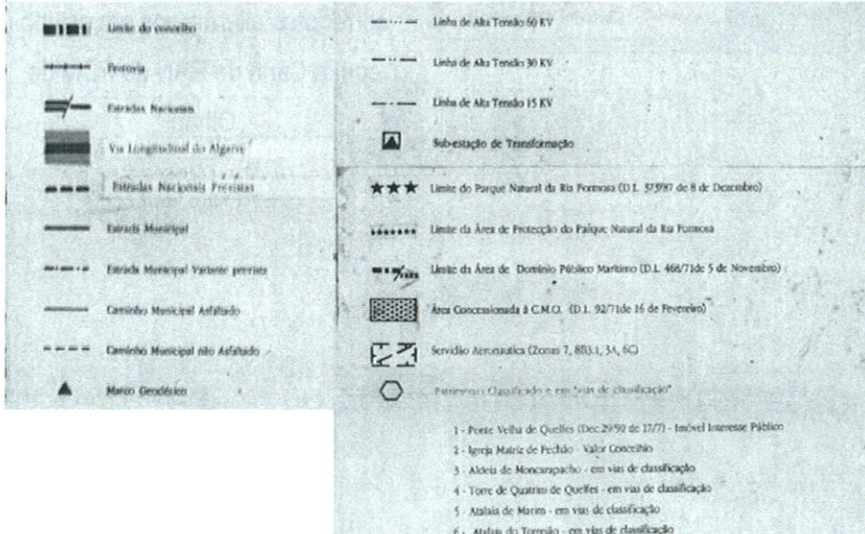 Limite do concelho
Ferrovia
Estradas Nacionais
Via Longitudinal do Algarve
Estradas Nacionais Previstas
Estrada Municipal
Estrada Municipal Variante prevista
Caminho Municipal Asfaltado
Caminho Municipal não Asfaltado
Marco Geodésico
Linha de Alta Tensão 60 KV
Linha de Alta Tensão 30 KV
Linha de Alta Tensão 15 KV
Sub-estação de Transformação
Limite do Parque Natural da Ria Formosa (D.L. 373/87 de 8 de Dezembro)
Limite da Área de Protecção do Parque Natural da Ria Formosa
Limite da Área de Domínio Público Marítimo (D.L. 468/71de 5 de Novembro)
Área Concessionada à C.M.O. (D.L. 92/71de 16 de Fevereiro)
Servidão Aeronautica (Zonas 7, 8B3.1, 3A, 6C)
Património Classificado e em "vias de classificação"
1 - Ponte Velha de Quelfes (Dec. 29/90 de 17/7) - Imóvel Interesse Público
2 - Igreja Matriz de Pechão - Valor Concelhio
3 - Aldeia de Moncarapacho - em vias de classificação
4 - Torre de Quatrim de Quelfes - em vias de classificação
5 - Atalaia de Marim - em vias de classificação
6 - Atalaia do Torrejão - em vias de classificação